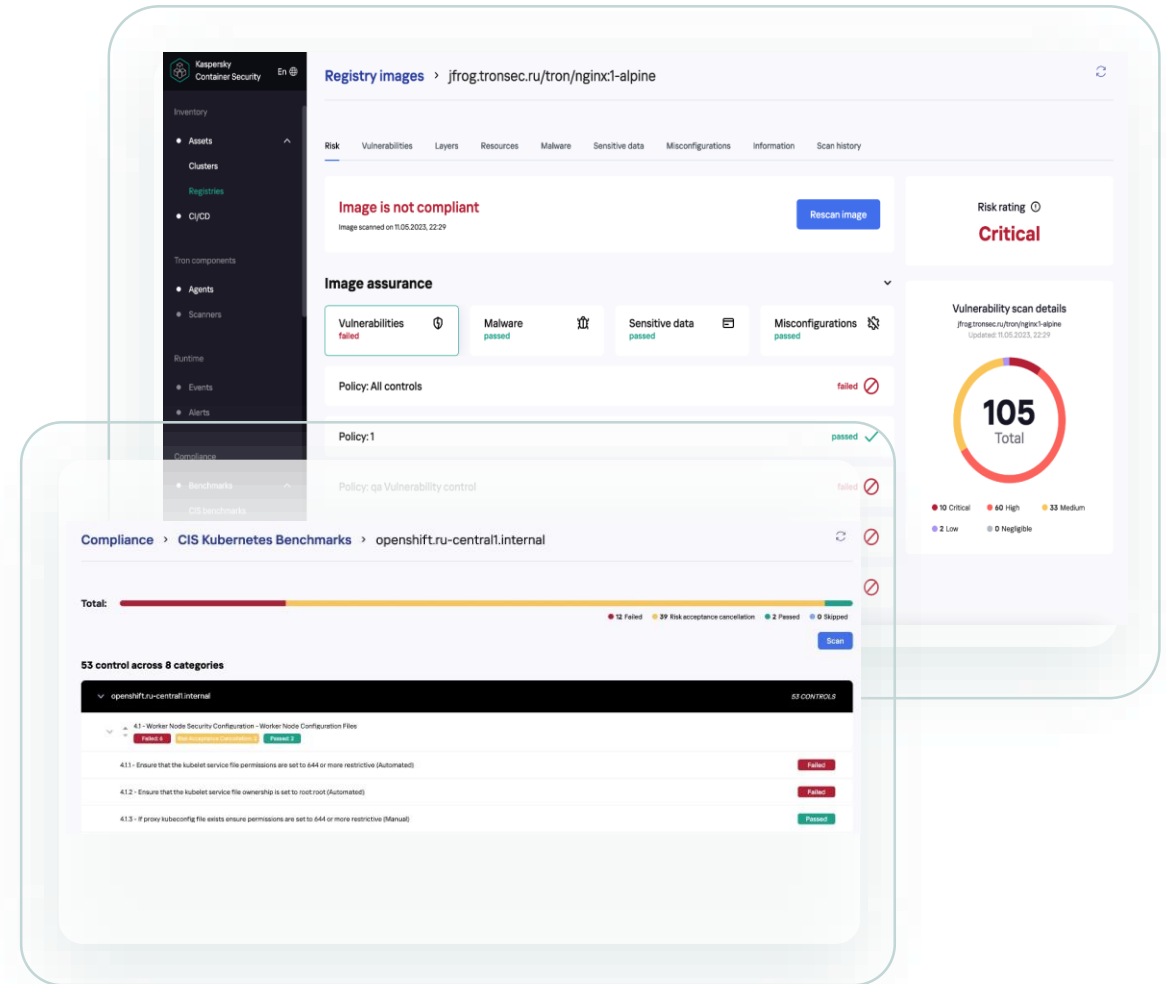 Kaspersky
Container Security
En
Registry images > jfrog.tronsec.ru/tron/nginx:1-alpine
Inventory
Assets
Clusters
Registries
CI/CD
Tron components
Agents
Scanners
Runtime
Events
Alerts
Compliance
Benchmarks
CIS benchmarks
Risk Vulnerabilities Layers Resources Malware Sensitive data Misconfigurations Information Scan history
Image is not compliant
Image scanned on 11.05.2023, 22:29
Rescan image
Risk rating
Critical
Image assurance
Vulnerabilities
failed
Malware
passed
Sensitive data
passed
Misconfigurations
passed
Policy: All controls failed
Policy: 1 passed
Policy: qa Vulnerability control failed
Vulnerability scan details
jfrog.tronsec.ru/tron/nginx:1-alpine
Updated: 11.05.2023, 22:29
105
Total
10 Critical 60 High 33 Medium
2 Low 0 Negligible
Compliance > CIS Kubernetes Benchmarks > openshift.ru-central1.internal
Total:
12 Failed 39 Risk acceptance cancellation 2 Passed 0 Skipped
Scan
53 control across 8 categories
openshift.ru-central1.internal 53 CONTROLS
4.1 - Worker Node Security Configuration - Worker Node Configuration Files
Failed 6 Risk Acceptance Cancellation Passed 2
4.1.1 - Ensure that the kubelet service file permissions are set to 644 or more restrictive (Automated) Failed
4.1.2 - Ensure that the kubelet service file ownership is set to root:root (Automated) Failed
4.1.3 - If proxy kubeconfig file exists ensure permissions are set to 644 or more restrictive (Manual) Passed